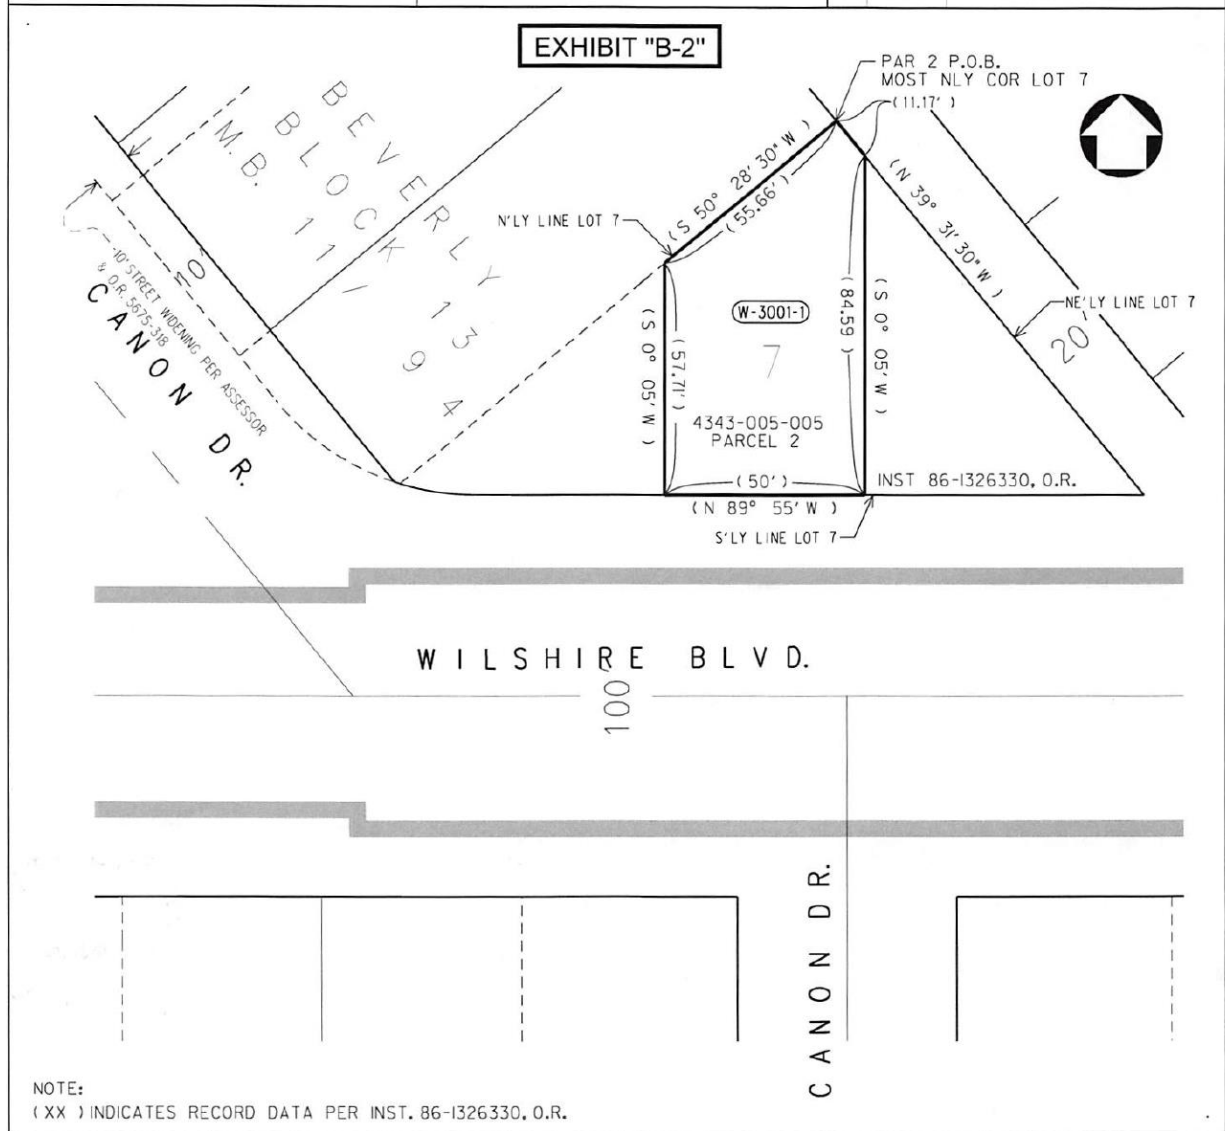 EXHIBIT "B-2"
PAR 2 P.O.B.
MOST NLY COR LOT 7
( 11.17' )
BEVERLY
BLOCK 13
M.B. 11 / 94
N'LY LINE LOT 7
( S 50° 28' 30" W )
( 55.66' )
( N 39° 31' 30" W )
NE'LY LINE LOT 7
20
10
10' STREET WIDENING PER ASSESSOR
& O.R. 5675-318
CANON DR.
W-3001-1
7
( S 0° 05' W )
( 57.71' )
( 84.59 )
( S 0° 05' W )
4343-005-005
PARCEL 2
( 50' )
( N 89° 55' W )
INST 86-1326330, O.R.
S'LY LINE LOT 7
WILSHIRE BLVD.
100
CANON DR.
NOTE:
( XX ) INDICATES RECORD DATA PER INST. 86-1326330, O.R.